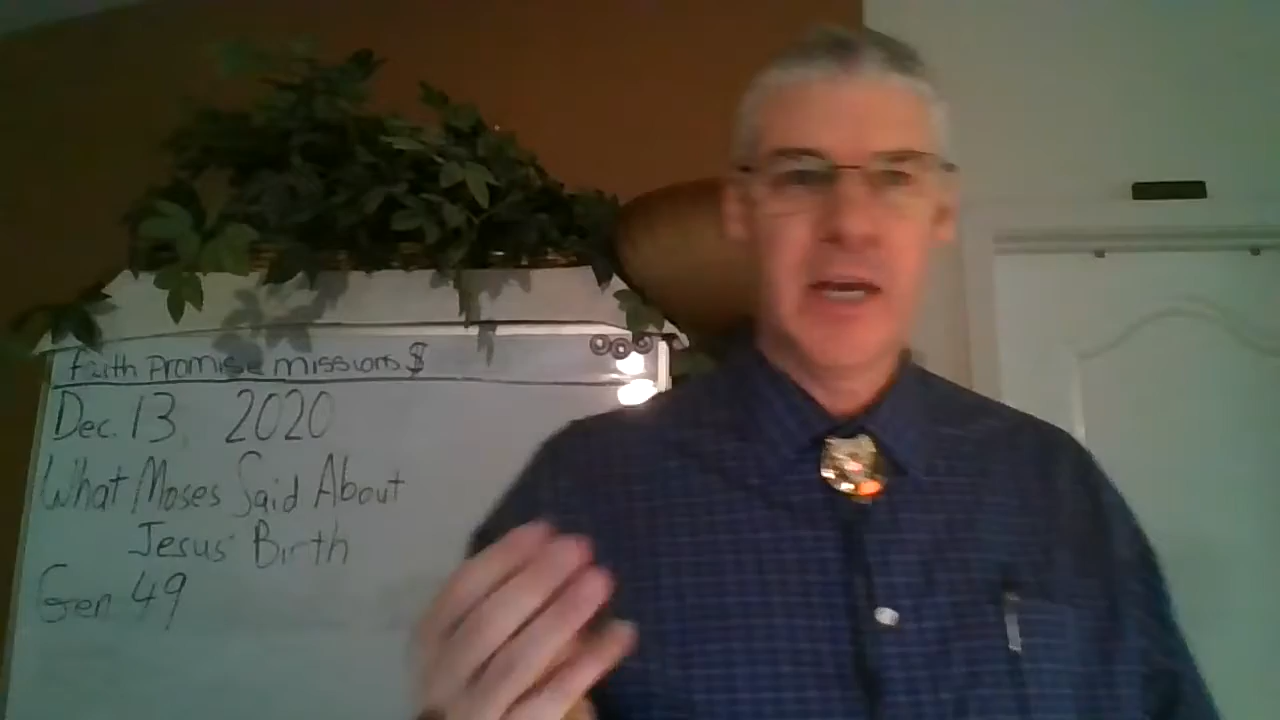 Faith Promise missions $
Dec. 13 2020
What Moses Said About
Jesus' Birth
Gen 49